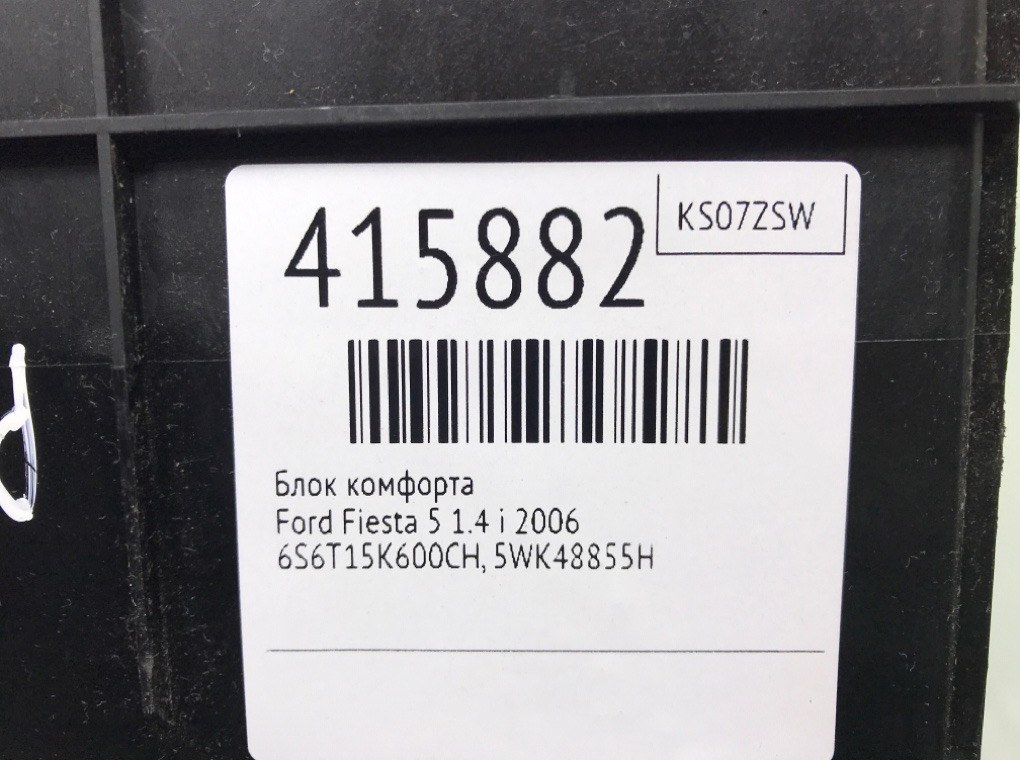 415882
KS07ZSW
Блок комфорта
Ford Fiesta 5 1.4 i 2006
6S6T15K600CH, 5WK48855H